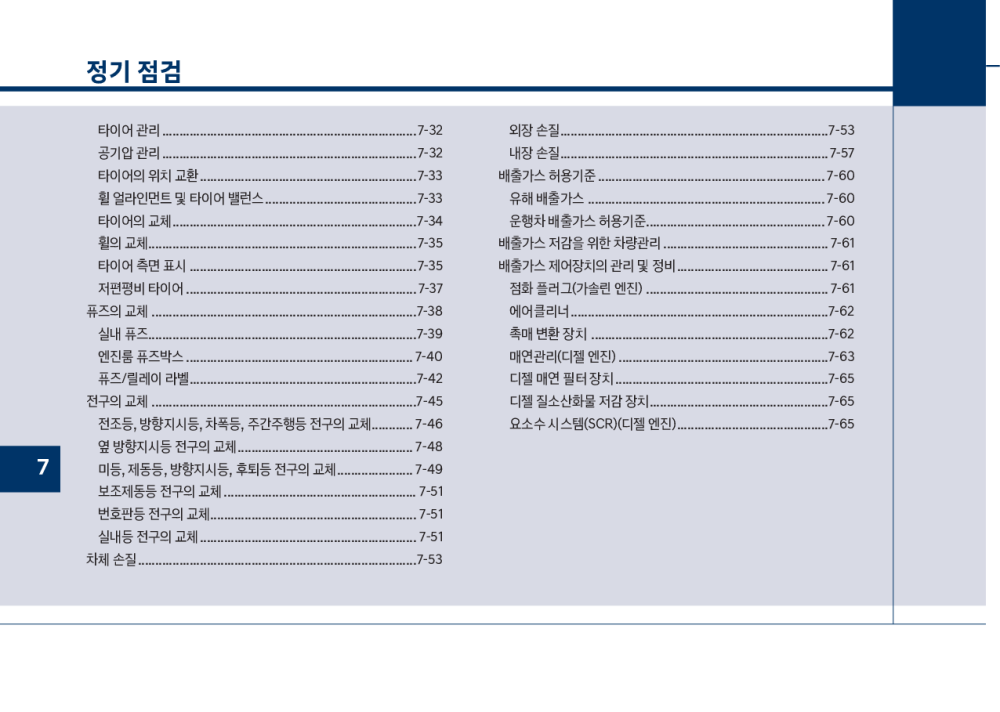 정기 점검
타이어 관리 ........ 7-32
공기압 관리 ........ 7-32
타이어의 위치 교환 ........ 7-33
휠 얼라인먼트 및 타이어 밸런스 ........ 7-33
타이어의 교체 ........ 7-34
휠의 교체 ........ 7-35
타이어 측면 표시 ........ 7-35
저편평비 타이어 ........ 7-37
퓨즈의 교체 ........ 7-38
실내 퓨즈 ........ 7-39
엔진룸 퓨즈박스 ........ 7-40
퓨즈/릴레이 라벨 ........ 7-42
전구의 교체 ........ 7-45
전조등, 방향지시등, 차폭등, 주간주행등 전구의 교체 ........ 7-46
옆 방향지시등 전구의 교체 ........ 7-48
미등, 제동등, 방향지시등, 후퇴등 전구의 교체 ........ 7-49
보조제동등 전구의 교체 ........ 7-51
번호판등 전구의 교체 ........ 7-51
실내등 전구의 교체 ........ 7-51
차체 손질 ........ 7-53
외장 손질 ........ 7-53
내장 손질 ........ 7-57
배출가스 허용기준 ........ 7-60
유해 배출가스 ........ 7-60
운행차 배출가스 허용기준 ........ 7-60
배출가스 저감을 위한 차량관리 ........ 7-61
배출가스 제어장치의 관리 및 정비 ........ 7-61
점화 플러그(가솔린 엔진) ........ 7-61
에어클리너 ........ 7-62
촉매 변환 장치 ........ 7-62
매연관리(디젤 엔진) ........ 7-63
디젤 매연 필터 장치 ........ 7-65
디젤 질소산화물 저감 장치 ........ 7-65
요소수 시스템(SCR)(디젤 엔진) ........ 7-65
7